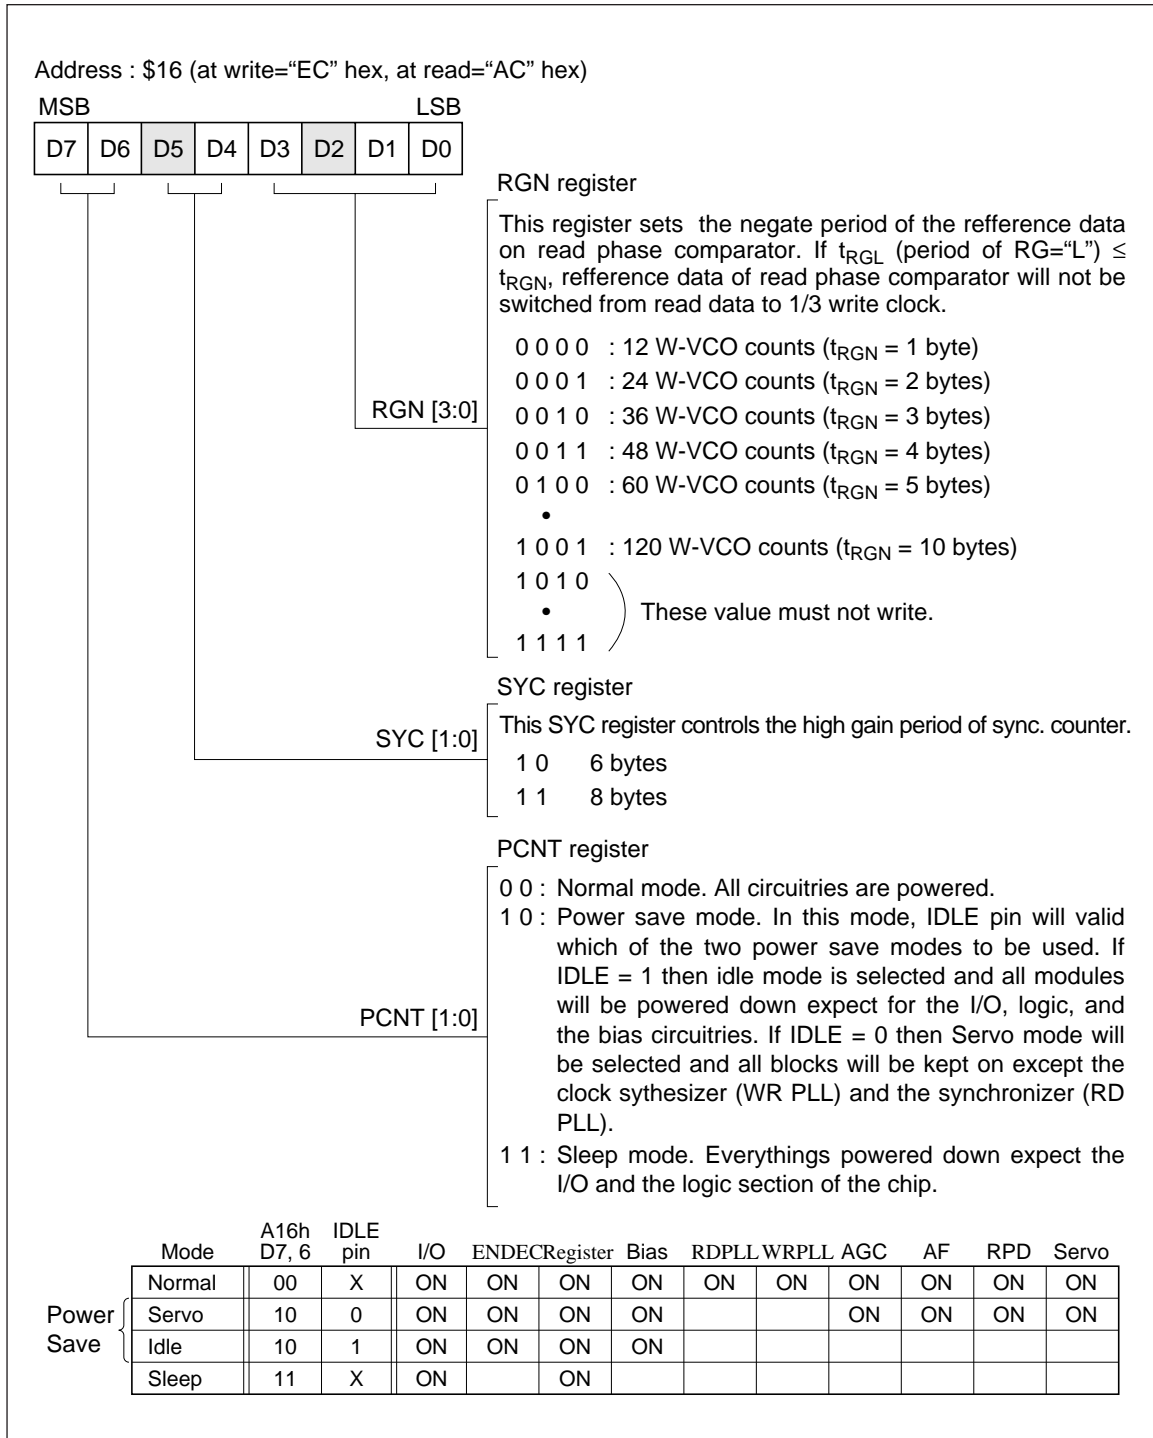 Address : $16 (at write=“EC” hex, at read=“AC” hex)
MSB LSB
D7 D6 D5 D4 D3 D2 D1 D0
RGN register
This register sets the negate period of the refference data
on read phase comparator. If tRGL (period of RG=“L”) ≤
tRGN, refference data of read phase comparator will not be
switched from read data to 1/3 write clock.
0 0 0 0 : 12 W-VCO counts (tRGN = 1 byte)
0 0 0 1 : 24 W-VCO counts (tRGN = 2 bytes)
RGN [3:0]
0 0 1 0 : 36 W-VCO counts (tRGN = 3 bytes)
0 0 1 1 : 48 W-VCO counts (tRGN = 4 bytes)
0 1 0 0 : 60 W-VCO counts (tRGN = 5 bytes)
•
1 0 0 1 : 120 W-VCO counts (tRGN = 10 bytes)
1 0 1 0
• These value must not write.
1 1 1 1
SYC register
SYC [1:0]
This SYC register controls the high gain period of sync. counter.
1 0 6 bytes
1 1 8 bytes
PCNT register
0 0 : Normal mode. All circuitries are powered.
1 0 : Power save mode. In this mode, IDLE pin will valid
which of the two power save modes to be used. If
IDLE = 1 then idle mode is selected and all modules
will be powered down expect for the I/O, logic, and
PCNT [1:0]
the bias circuitries. If IDLE = 0 then Servo mode will
be selected and all blocks will be kept on except the
clock sythesizer (WR PLL) and the synchronizer (RD
PLL).
1 1 : Sleep mode. Everythings powered down expect the
I/O and the logic section of the chip.
Mode A16h D7, 6 IDLE pin I/O ENDEC Register Bias RDPLL WRPLL AGC AF RPD Servo
Normal 00 X ON ON ON ON ON ON ON ON ON ON
Power Save
Servo 10 0 ON ON ON ON ON ON ON ON
Idle 10 1 ON ON ON ON
Sleep 11 X ON ON